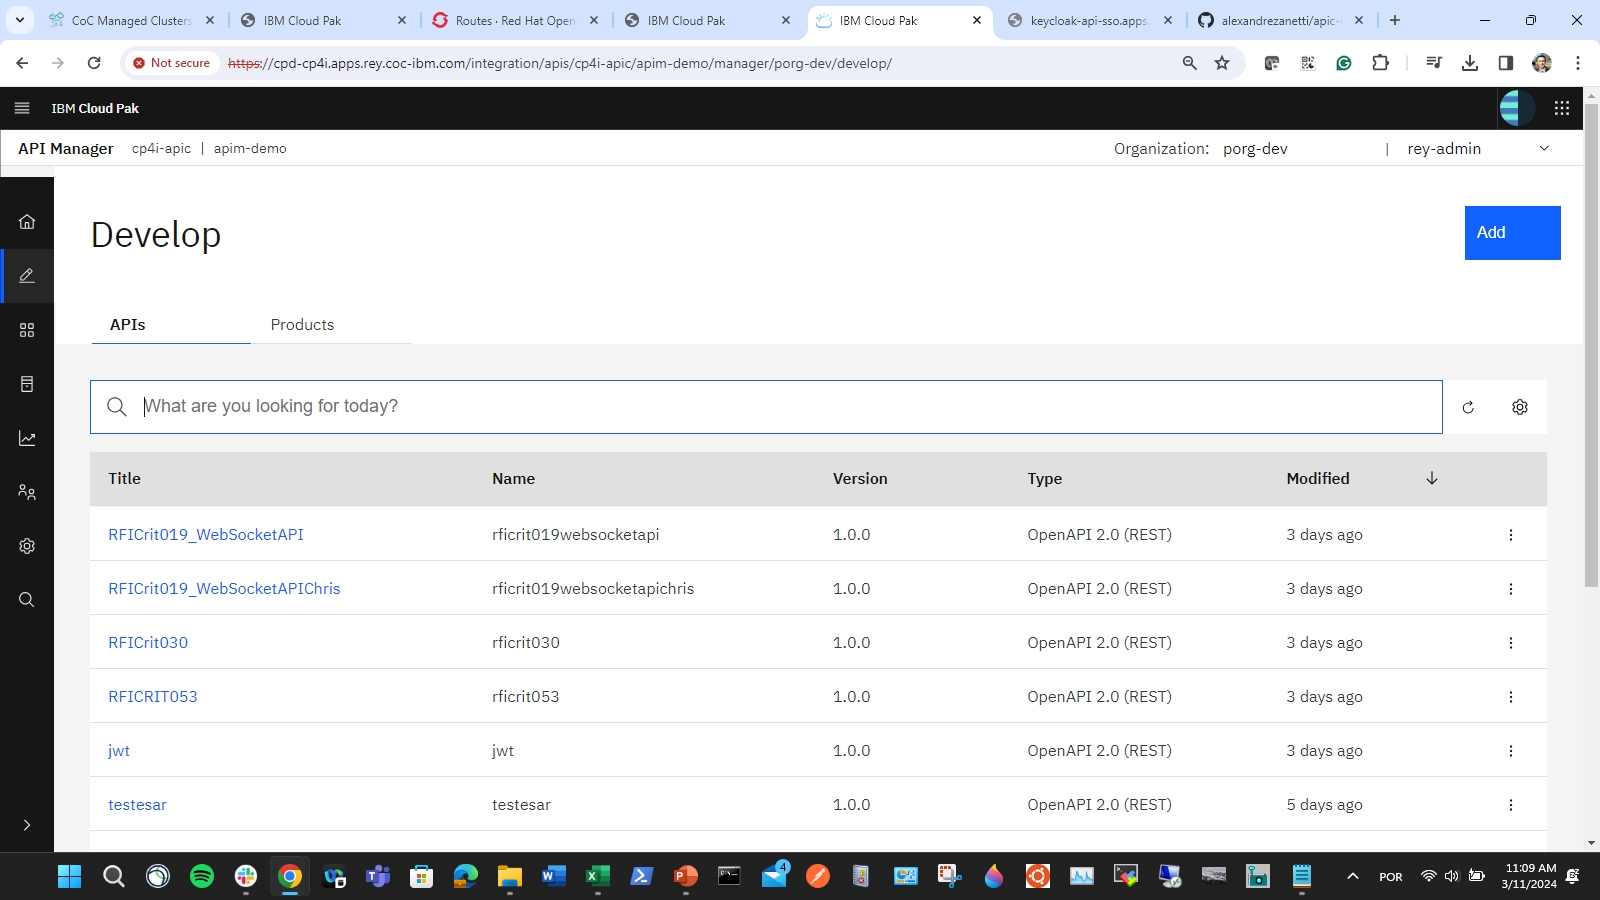 CoC Managed Clusters
IBM Cloud Pak
Routes · Red Hat Open
IBM Cloud Pak
IBM Cloud Pak
keycloak-api-sso.apps.
alexandrezanetti/apic-
Not secure
https://cpd-cp4i.apps.rey.coc-ibm.com/integration/apis/cp4i-apic/apim-demo/manager/porg-dev/develop/
IBM Cloud Pak
API Manager cp4i-apic | apim-demo
Organization: porg-dev | rey-admin
Develop
Add
APIs
Products
What are you looking for today?
Title Name Version Type Modified
RFICrit019_WebSocketAPI rficrit019websocketapi 1.0.0 OpenAPI 2.0 (REST) 3 days ago
RFICrit019_WebSocketAPIChris rficrit019websocketapichris 1.0.0 OpenAPI 2.0 (REST) 3 days ago
RFICrit030 rficrit030 1.0.0 OpenAPI 2.0 (REST) 3 days ago
RFICRIT053 rficrit053 1.0.0 OpenAPI 2.0 (REST) 3 days ago
jwt jwt 1.0.0 OpenAPI 2.0 (REST) 3 days ago
testesar testesar 1.0.0 OpenAPI 2.0 (REST) 5 days ago
4
POR
11:09 AM
3/11/2024